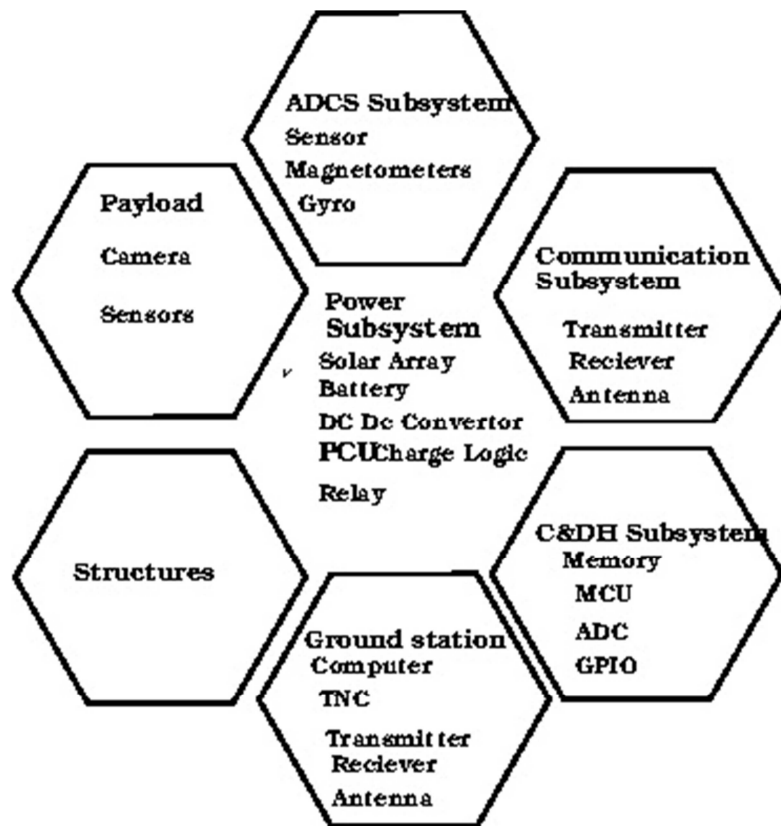 ADCS Subsystem
Sensor
Magnetometers
Gyro
Payload
Camera
Sensors
Communication
Subsystem
Transmitter
Reciever
Antenna
Power
Subsystem
Solar Array
v
Battery
DC Dc Convertor
PCUCharge Logic
Relay
Structures
C&DH Subsystem
Memory
MCU
ADC
GPIO
Ground station
Computer
TNC
Transmitter
Reciever
Antenna